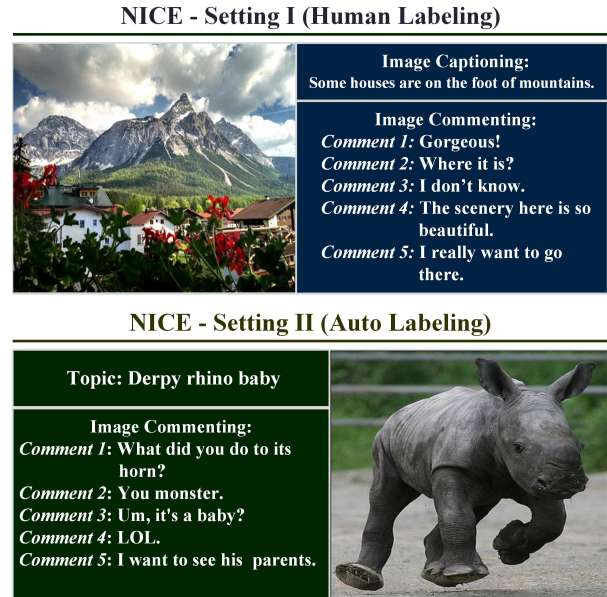 NICE - Setting I (Human Labeling)
Image Captioning:
Some houses are on the foot of mountains.
Image Commenting:
Comment 1: Gorgeous!
Comment 2: Where it is?
Comment 3: I don't know.
Comment 4: The scenery here is so
beautiful.
Comment 5: I really want to go
there.
NICE - Setting II (Auto Labeling)
Topic: Derpy rhino baby
Image Commenting:
Comment 1: What did you do to its
horn?
Comment 2: You monster.
Comment 3: Um, it's a baby?
Comment 4: LOL.
Comment 5: I want to see his parents.